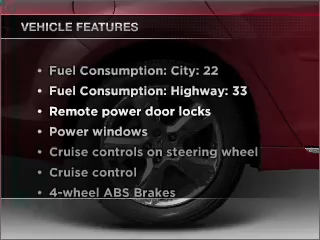 VEHICLE FEATURES
• Fuel Consumption: City: 22
• Fuel Consumption: Highway: 33
• Remote power door locks
• Power windows
• Cruise controls on steering wheel
• Cruise control
• 4-wheel ABS Brakes